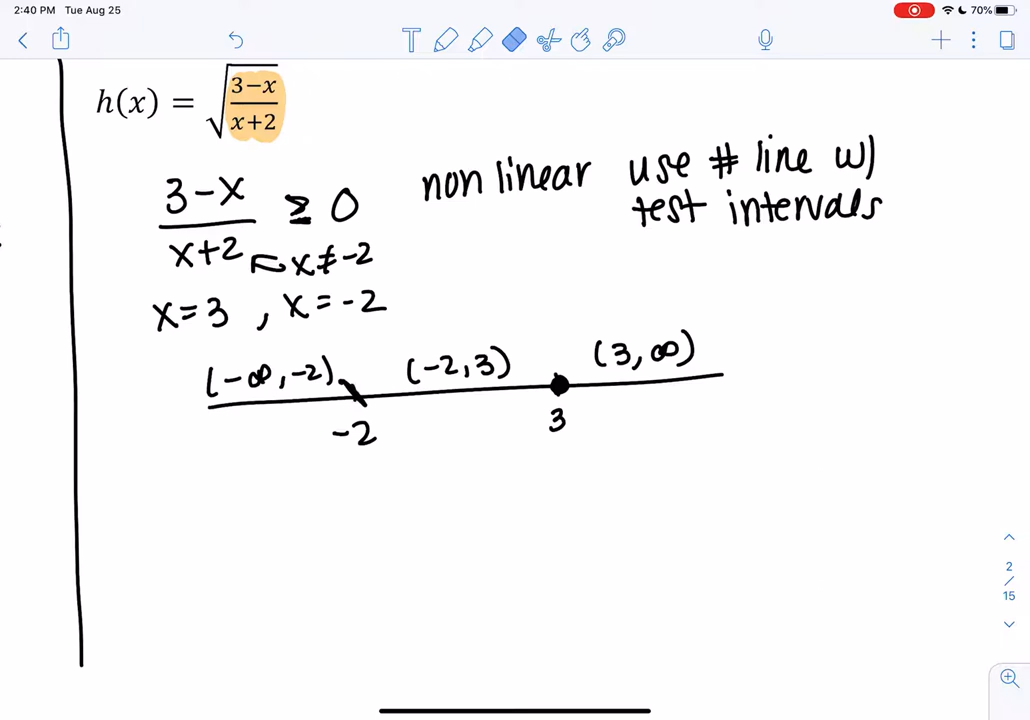 2:40 PM Tue Aug 25
70%
T
h(x) = √((3−x)/(x+2))
(3-x)/(x+2) ≥ 0
non linear use # line w/
test intervals
x≠-2
x=3 , x=-2
(-∞,-2) (-2,3) (3,∞)
-2 3
2
/
15